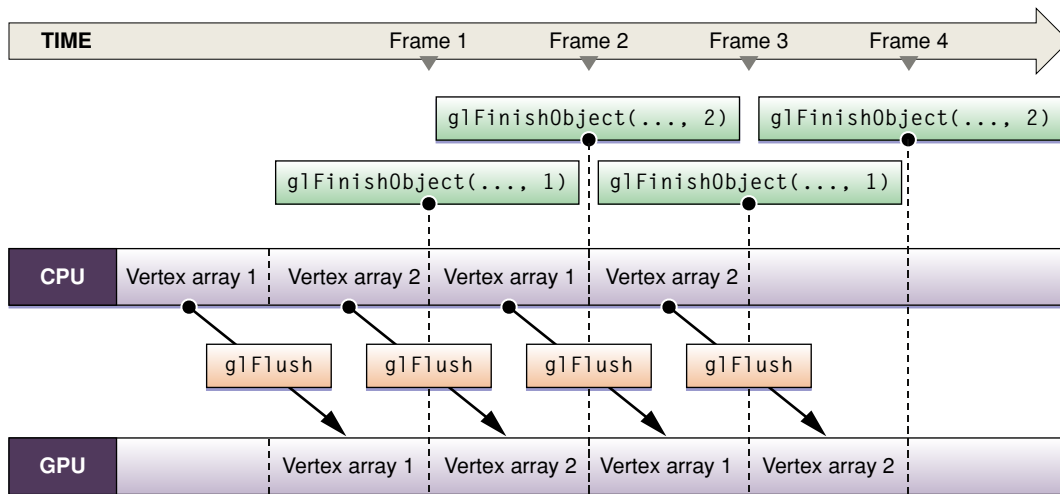 TIME Frame 1 Frame 2 Frame 3 Frame 4
glFinishObject(..., 2) glFinishObject(..., 2)
glFinishObject(..., 1) glFinishObject(..., 1)
CPU Vertex array 1 Vertex array 2 Vertex array 1 Vertex array 2
glFlush glFlush glFlush glFlush
GPU Vertex array 1 Vertex array 2 Vertex array 1 Vertex array 2